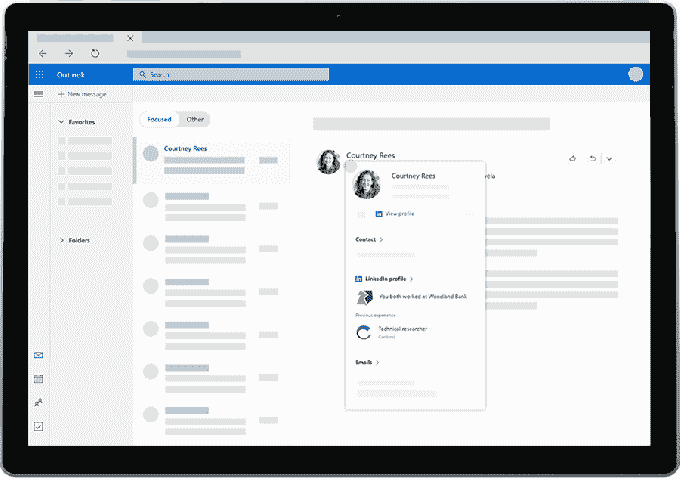 Outlook
Search
+ New message
Favorites
Folders
Focused
Other
Courtney Rees
Courtney Rees
Courtney Rees
View profile
Contact >
LinkedIn profile >
You both worked at Woodland Bank
Previous experience
Technical researcher
Emails >